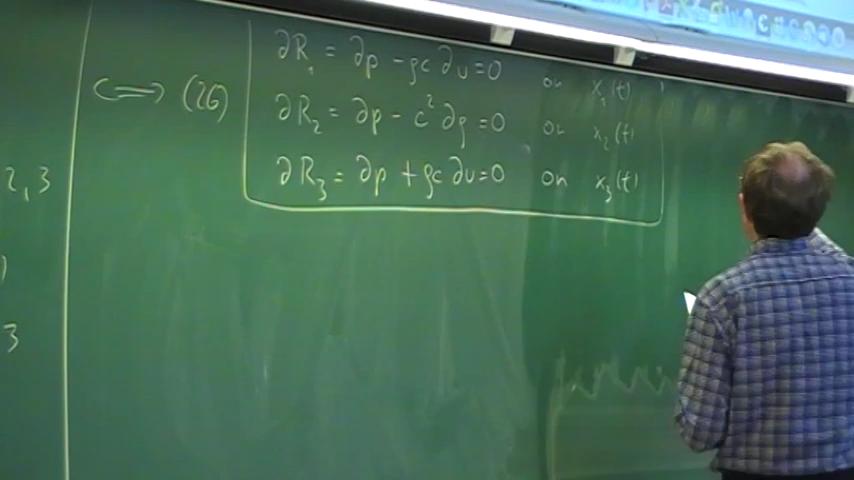 ∂R₁ = ∂p - ρc ∂u = 0 on x₁(t)
⟺ (26)
∂R₂ = ∂p - c² ∂ρ = 0 on x₂(t)
∂R₃ = ∂p + ρc ∂u = 0 on x₃(t)
2,3
)
3